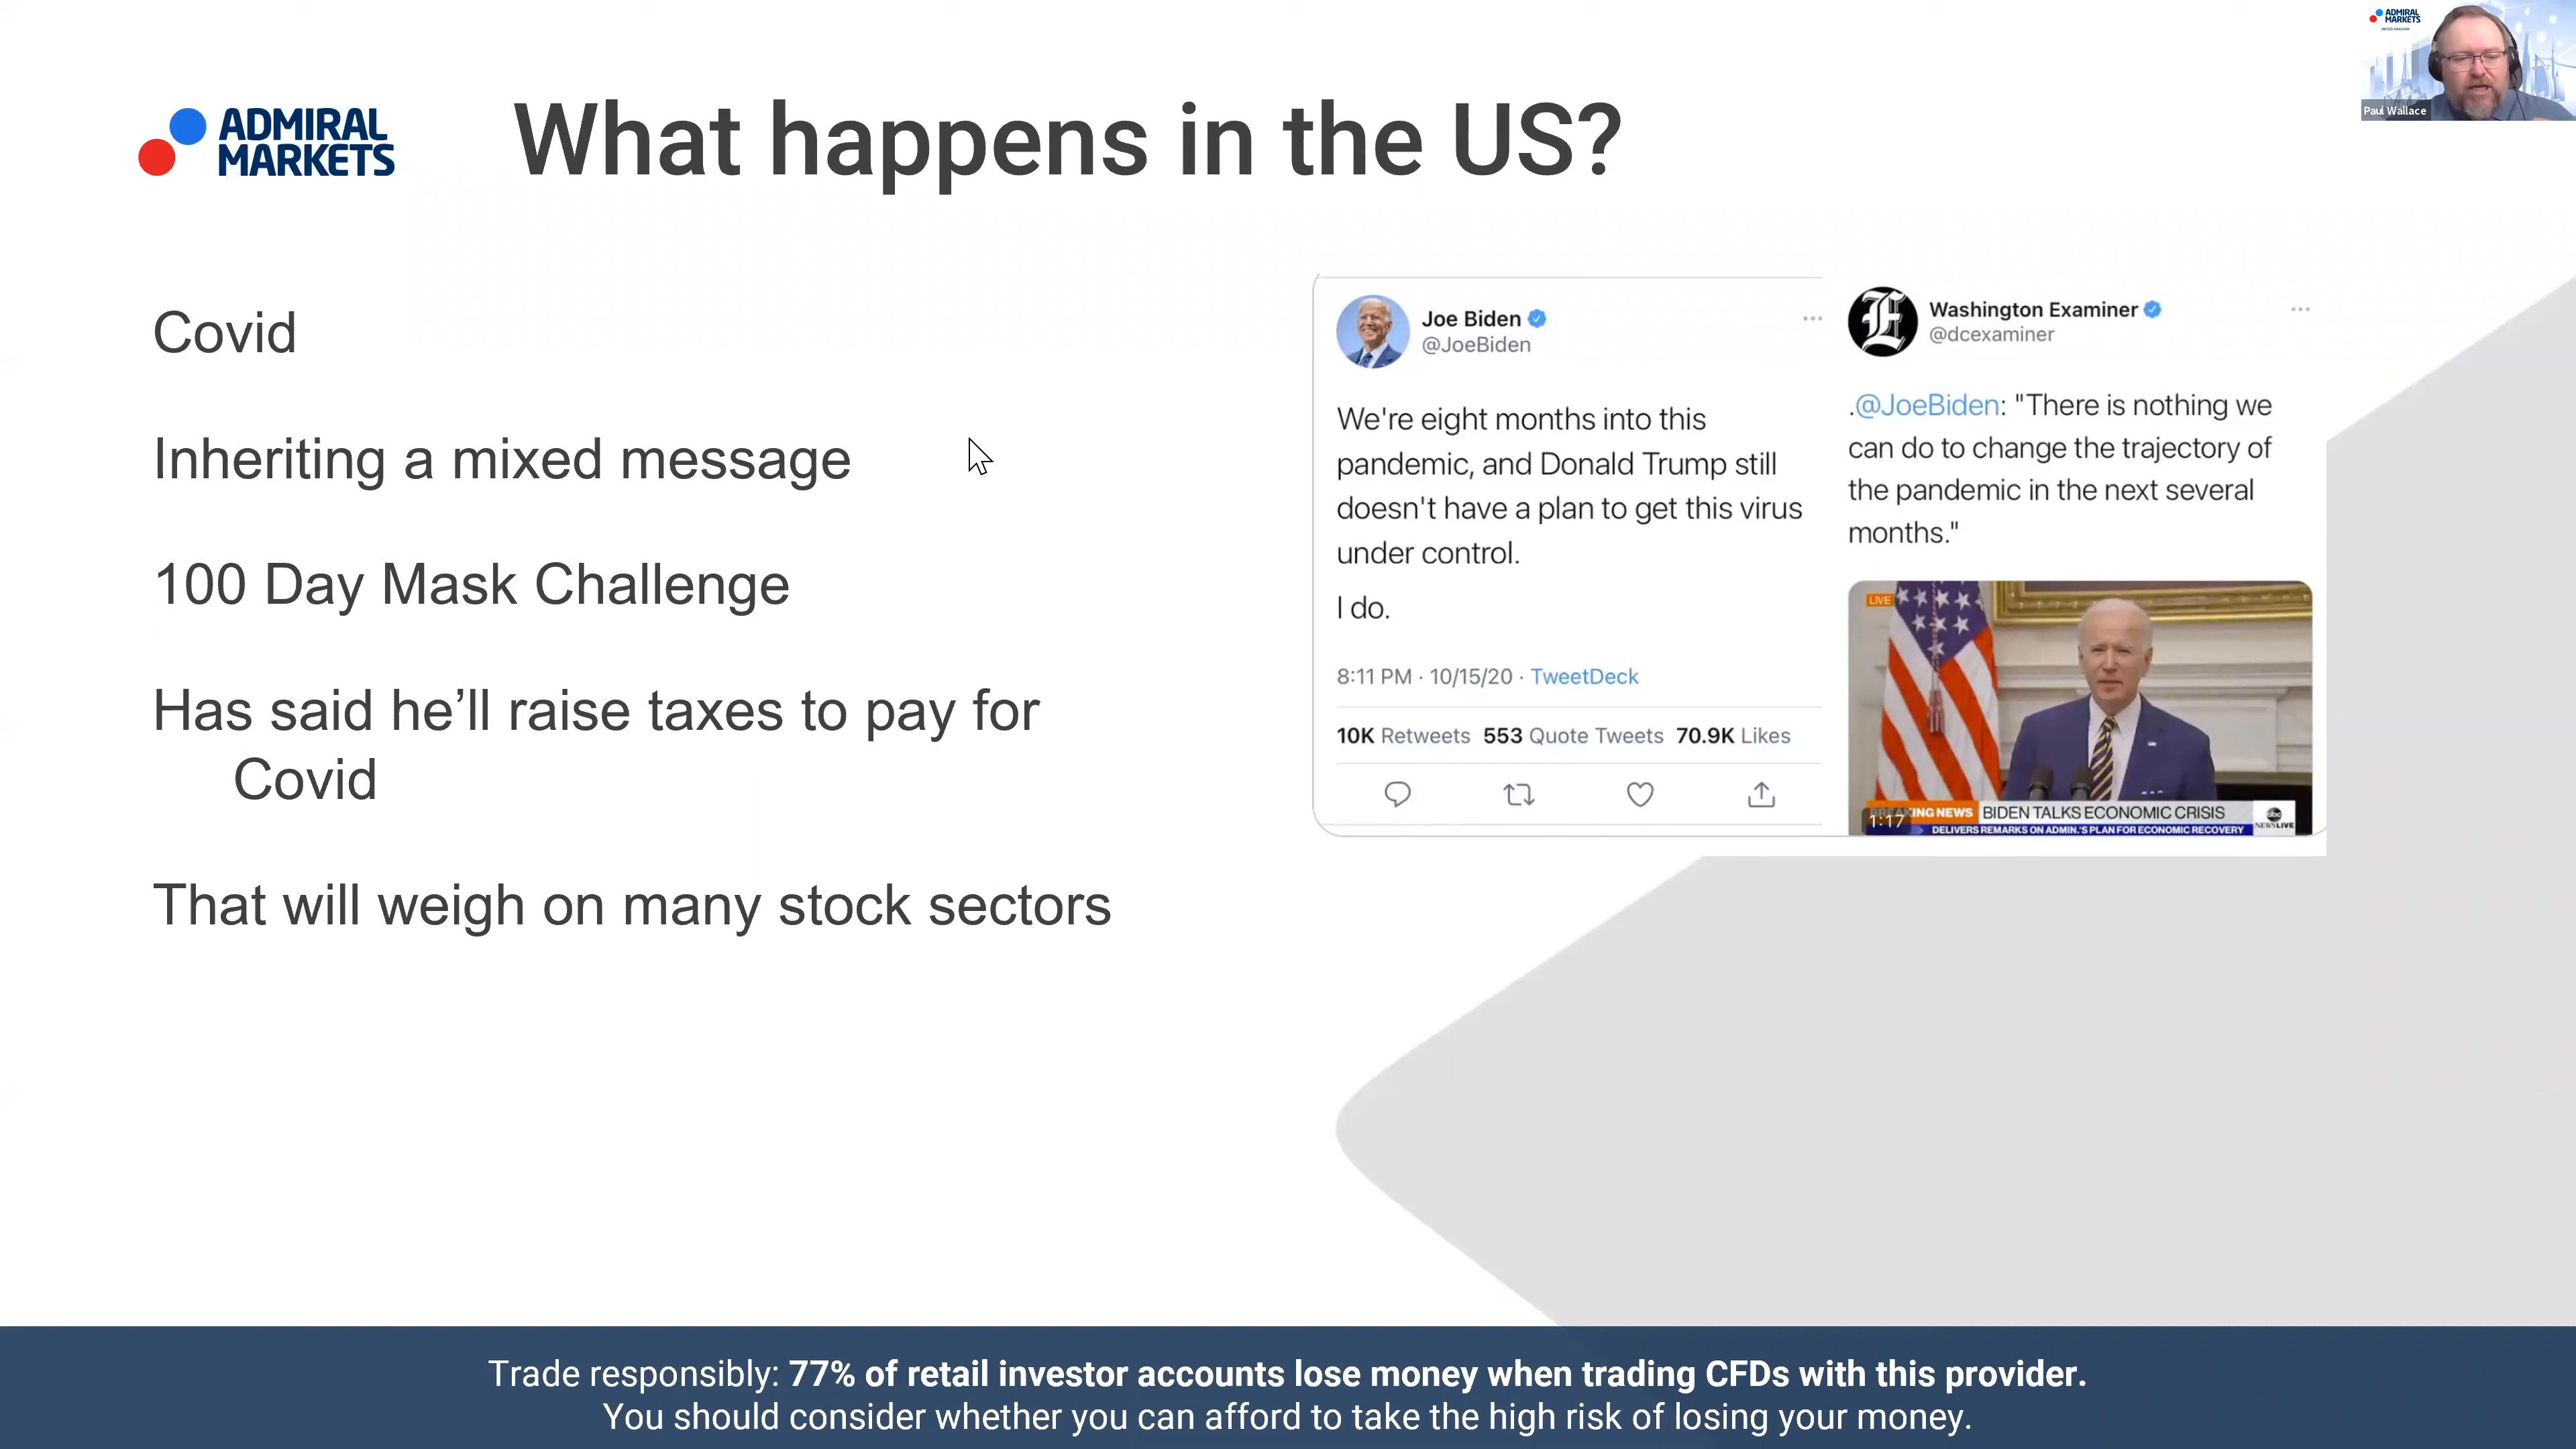 ADMIRAL
MARKETS
What happens in the US?
ADMIRAL
MARKETS
Paul Wallace
Covid
Inheriting a mixed message
100 Day Mask Challenge
Has said he’ll raise taxes to pay for
Covid
That will weigh on many stock sectors
Joe Biden
@JoeBiden
We're eight months into this
pandemic, and Donald Trump still
doesn't have a plan to get this virus
under control.
I do.
8:11 PM · 10/15/20 · TweetDeck
10K Retweets 553 Quote Tweets 70.9K Likes
Washington Examiner
@dcexaminer
.@JoeBiden: "There is nothing we
can do to change the trajectory of
the pandemic in the next several
months."
LIVE
BREAKING NEWS BIDEN TALKS ECONOMIC CRISIS
1:17
DELIVERS REMARKS ON ADMIN.'S PLAN FOR ECONOMIC RECOVERY
abc
NEWS LIVE
Trade responsibly: 77% of retail investor accounts lose money when trading CFDs with this provider.
You should consider whether you can afford to take the high risk of losing your money.